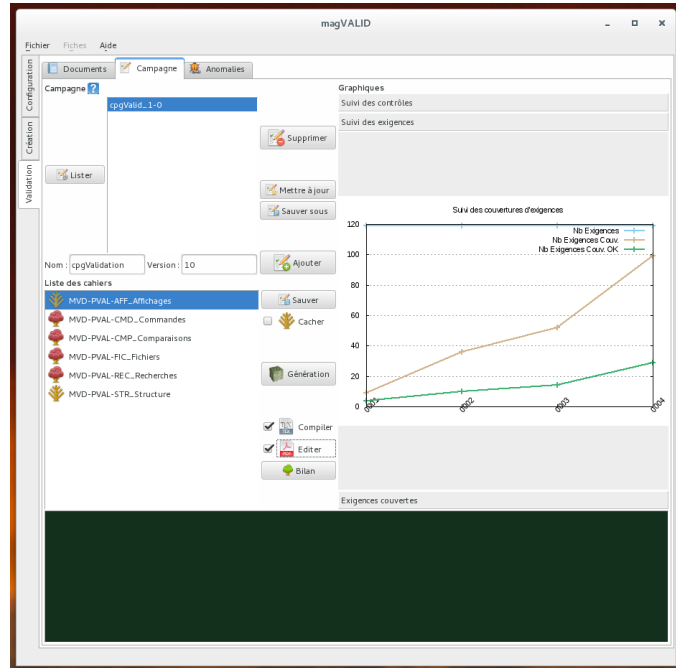 magVALID
Fichier Fiches Aide
Configuration
Création
Validation
Documents Campagne Anomalies
Campagne ?
cpgValid_1-0
Lister
Supprimer
Mettre à jour
Sauver sous
Nom : cpgValidation Version : 10
Ajouter
Liste des cahiers
MVD-PVAL-AFF_Affichages
MVD-PVAL-CMD_Commandes
MVD-PVAL-CMP_Comparaisons
MVD-PVAL-FIC_Fichiers
MVD-PVAL-REC_Recherches
MVD-PVAL-STR_Structure
Sauver
Cacher
Génération
Compiler
Editer
Bilan
Graphiques
Suivi des contrôles
Suivi des exigences
Suivi des couvertures d'exigences
Nb Exigences
Nb Exigences Couv.
Nb Exigences Couv. OK
120
100
80
60
40
20
0
0001 0002 0003 0004
Exigences couvertes